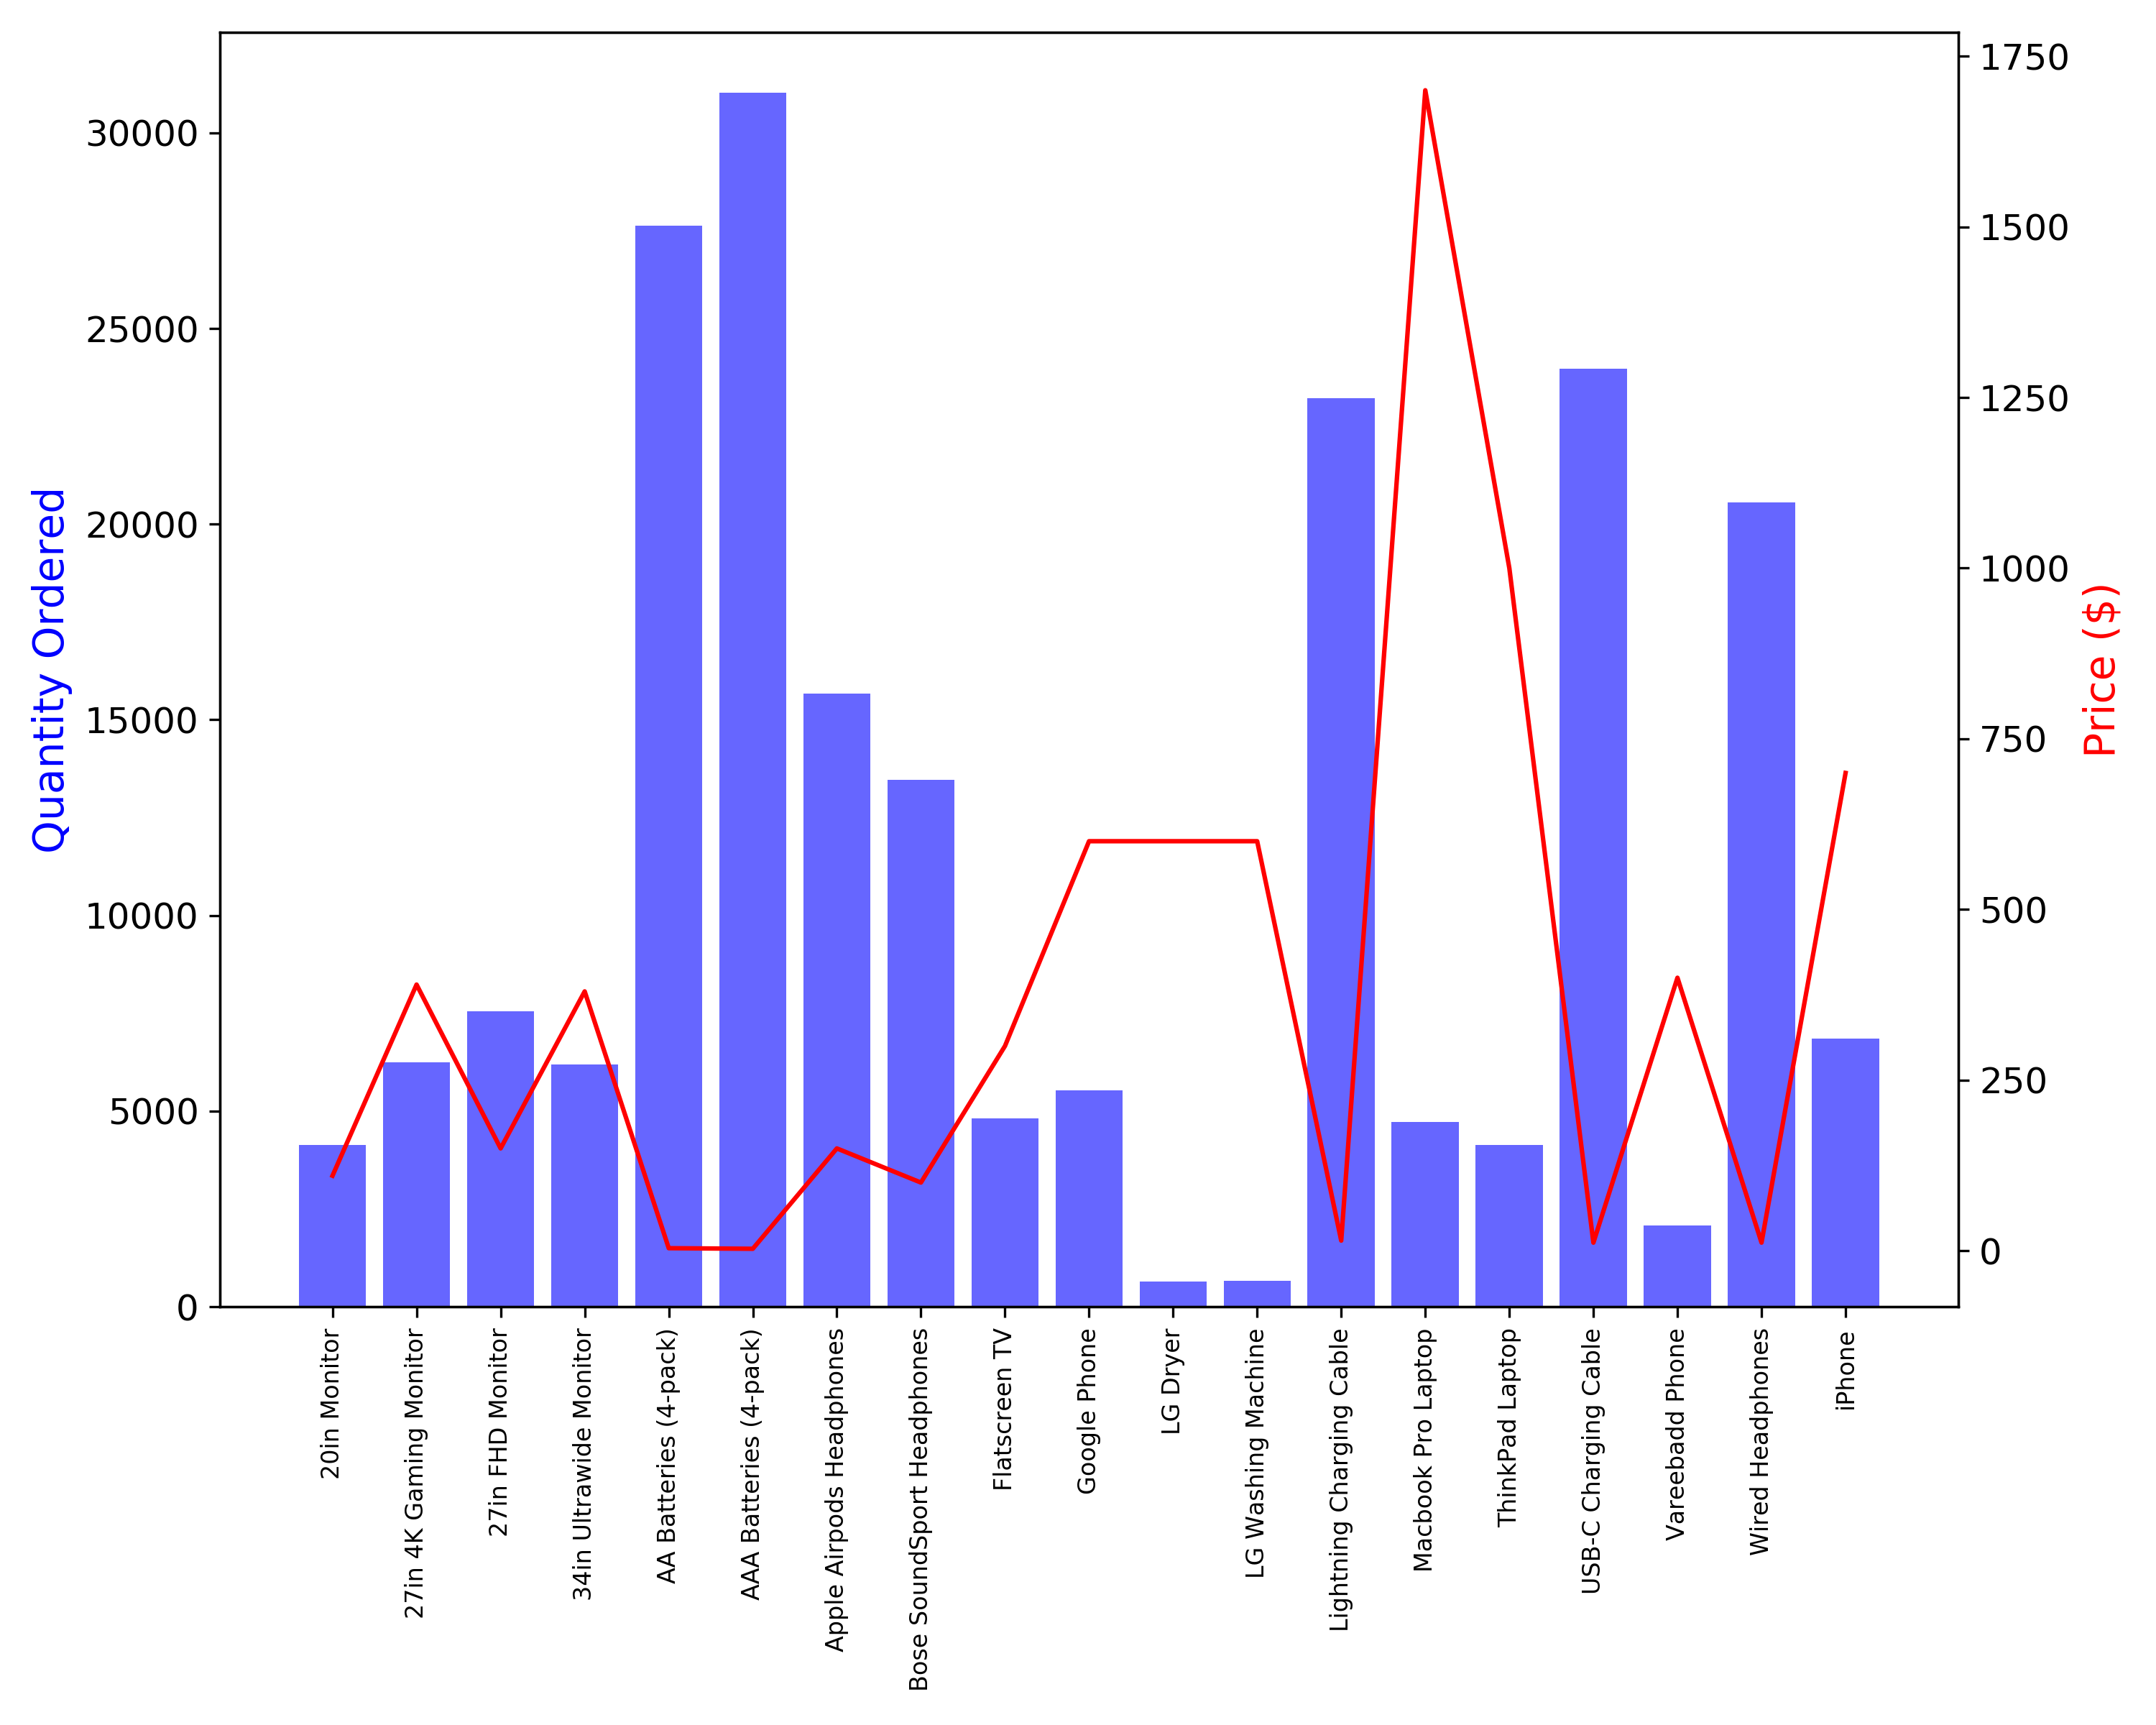 Quantity Ordered
30000
25000
20000
15000
10000
5000
0
1750
1500
1250
1000
750
500
250
0
Price ($)
20in Monitor
27in 4K Gaming Monitor
27in FHD Monitor
34in Ultrawide Monitor
AA Batteries (4-pack)
AAA Batteries (4-pack)
Apple Airpods Headphones
Bose SoundSport Headphones
Flatscreen TV
Google Phone
LG Dryer
LG Washing Machine
Lightning Charging Cable
Macbook Pro Laptop
ThinkPad Laptop
USB-C Charging Cable
Vareebadd Phone
Wired Headphones
iPhone